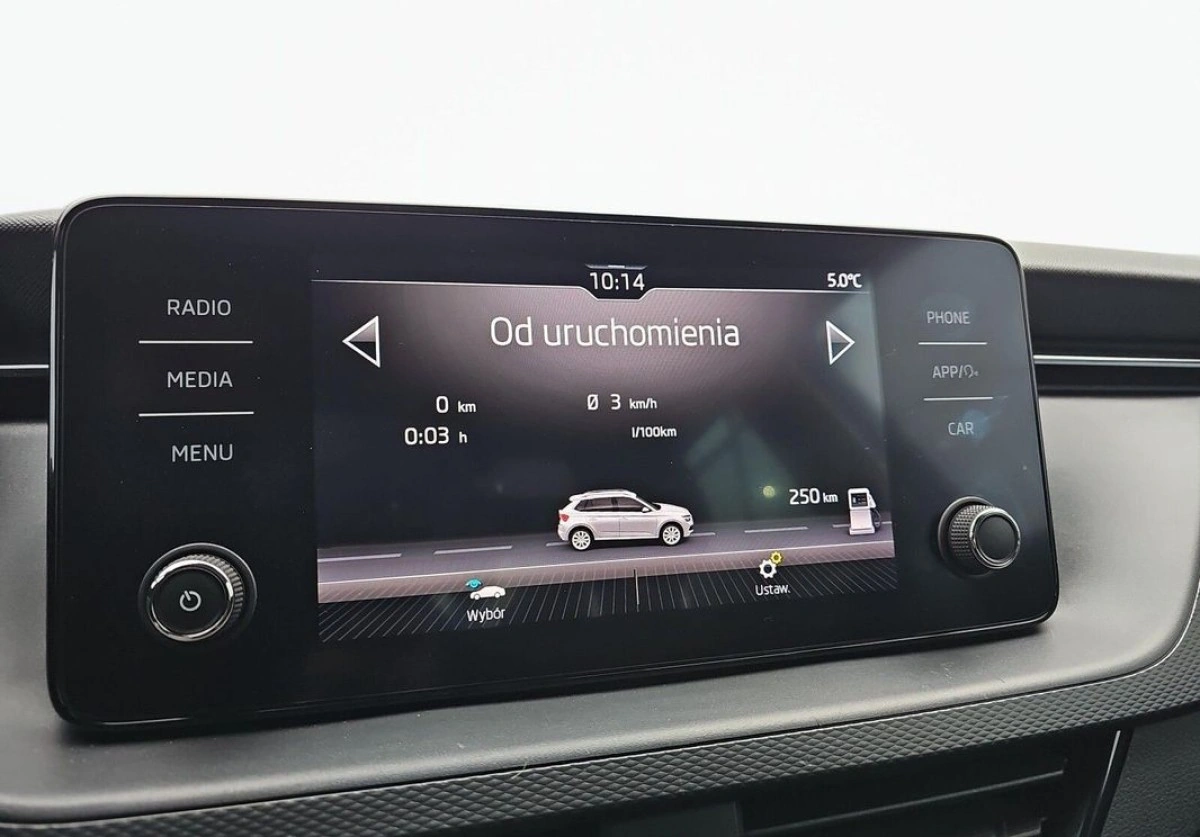 10:14 5.0°C
RADIO
MEDIA
MENU
Od uruchomienia
0 km Ø 3 km/h
0:03 h l/100km
250 km
Wybór Ustaw.
PHONE
APP/
CAR